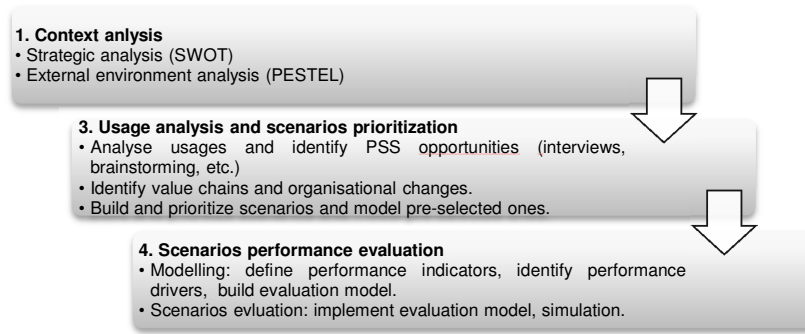 1. Context anlysis
• Strategic analysis (SWOT)
• External environment analysis (PESTEL)
3. Usage analysis and scenarios prioritization
• Analyse usages and identify PSS opportunities (interviews,
brainstorming, etc.)
• Identify value chains and organisational changes.
• Build and prioritize scenarios and model pre-selected ones.
4. Scenarios performance evaluation
• Modelling: define performance indicators, identify performance
drivers, build evaluation model.
• Scenarios evluation: implement evaluation model, simulation.